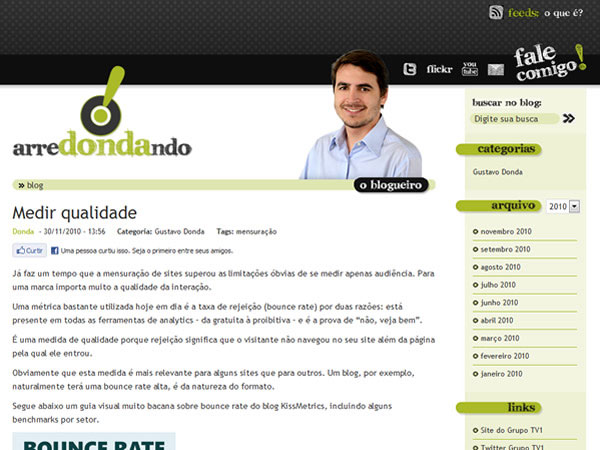 feeds: o que é?
flickr
you tube
fale
comigo!
arredondando
buscar no blog:
Digite sua busca
blog
o blogueiro
Medir qualidade
Donda - 30/11/2010 - 13:56 Categoria: Gustavo Donda Tags: mensuração
Curtir Uma pessoa curtiu isso. Seja o primeiro entre seus amigos.
Já faz um tempo que a mensuração de sites superou as limitações óbvias de se medir apenas audiência. Para
uma marca importa muito a qualidade da interação.
Uma métrica bastante utilizada hoje em dia é a taxa de rejeição (bounce rate) por duas razões: está
presente em todas as ferramentas de analytics - da gratuita à proibitiva - e é a prova de “não, veja bem”.
É uma medida de qualidade porque rejeição significa que o visitante não navegou no seu site além da página
pela qual ele entrou.
Obviamente que esta medida é mais relevante para alguns sites que para outros. Um blog, por exemplo,
naturalmente terá uma bounce rate alta, é da natureza do formato.
Segue abaixo um guia visual muito bacana sobre bounce rate do blog KissMetrics, incluindo alguns
benchmarks por setor.
BOUNCE RATE
categorias
Gustavo Donda
arquivo 2010
novembro 2010
setembro 2010
agosto 2010
julho 2010
junho 2010
abril 2010
março 2010
fevereiro 2010
janeiro 2010
links
Site do Grupo TV1
Twitter Grupo TV1